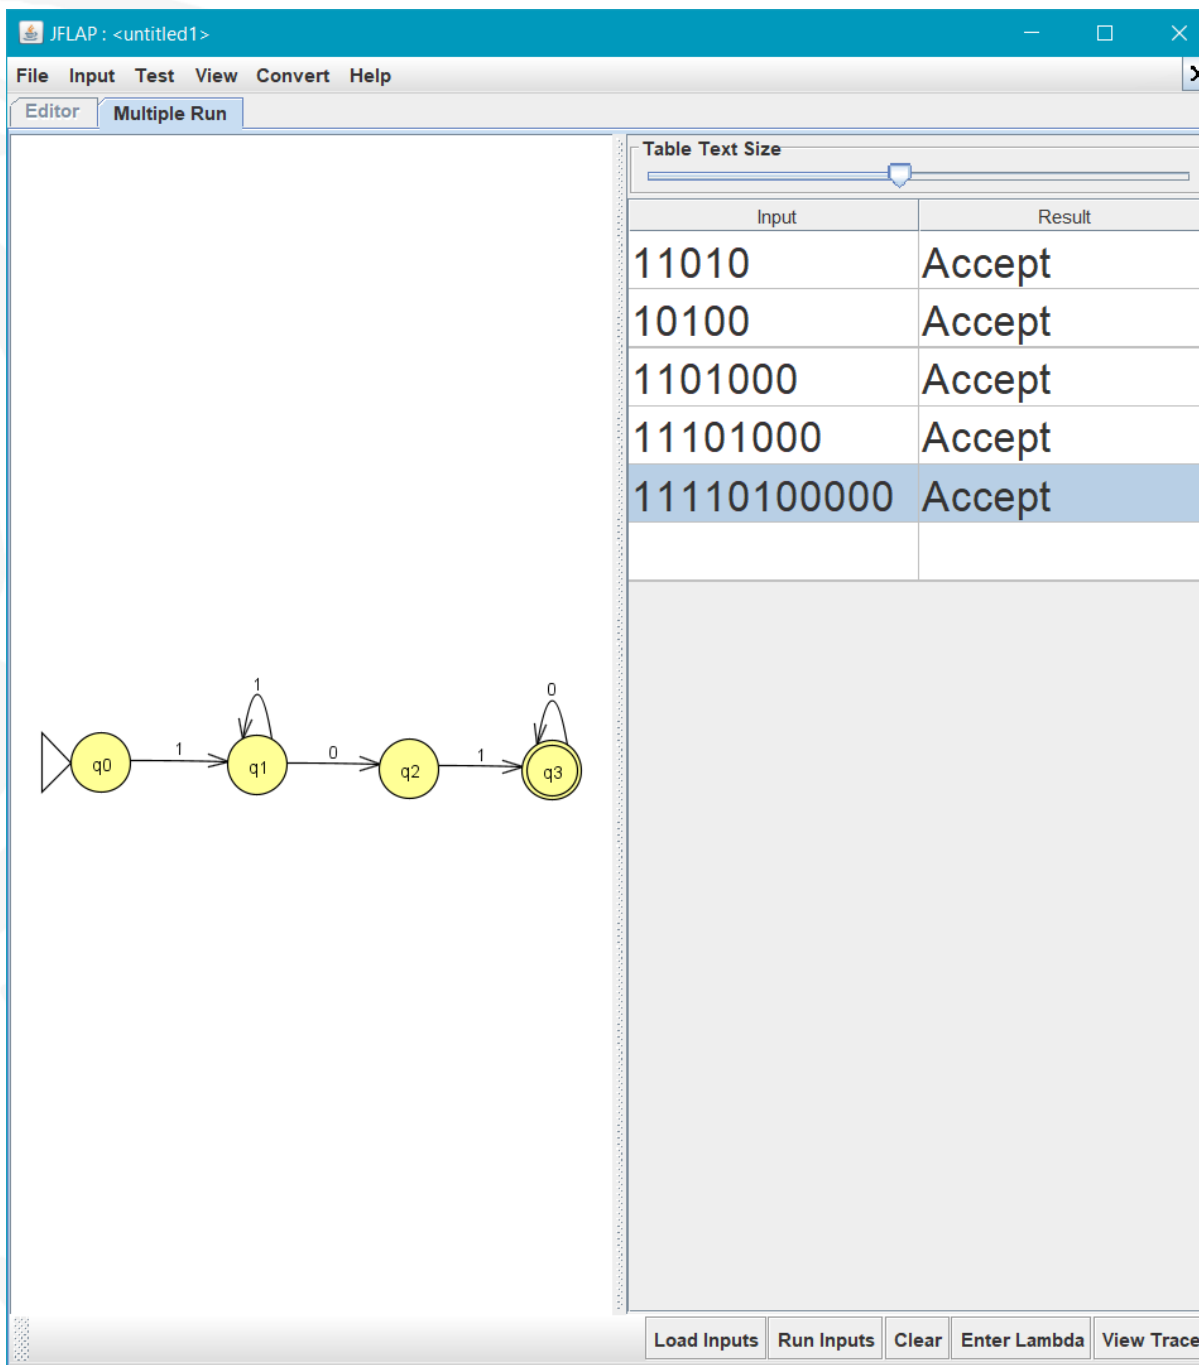 JFLAP : <untitled1>
File Input Test View Convert Help
Editor Multiple Run
Table Text Size
Input Result
11010 Accept
10100 Accept
1101000 Accept
11101000 Accept
11110100000 Accept
1 0
q0 1 q1 0 q2 1 q3
Load Inputs Run Inputs Clear Enter Lambda View Trace